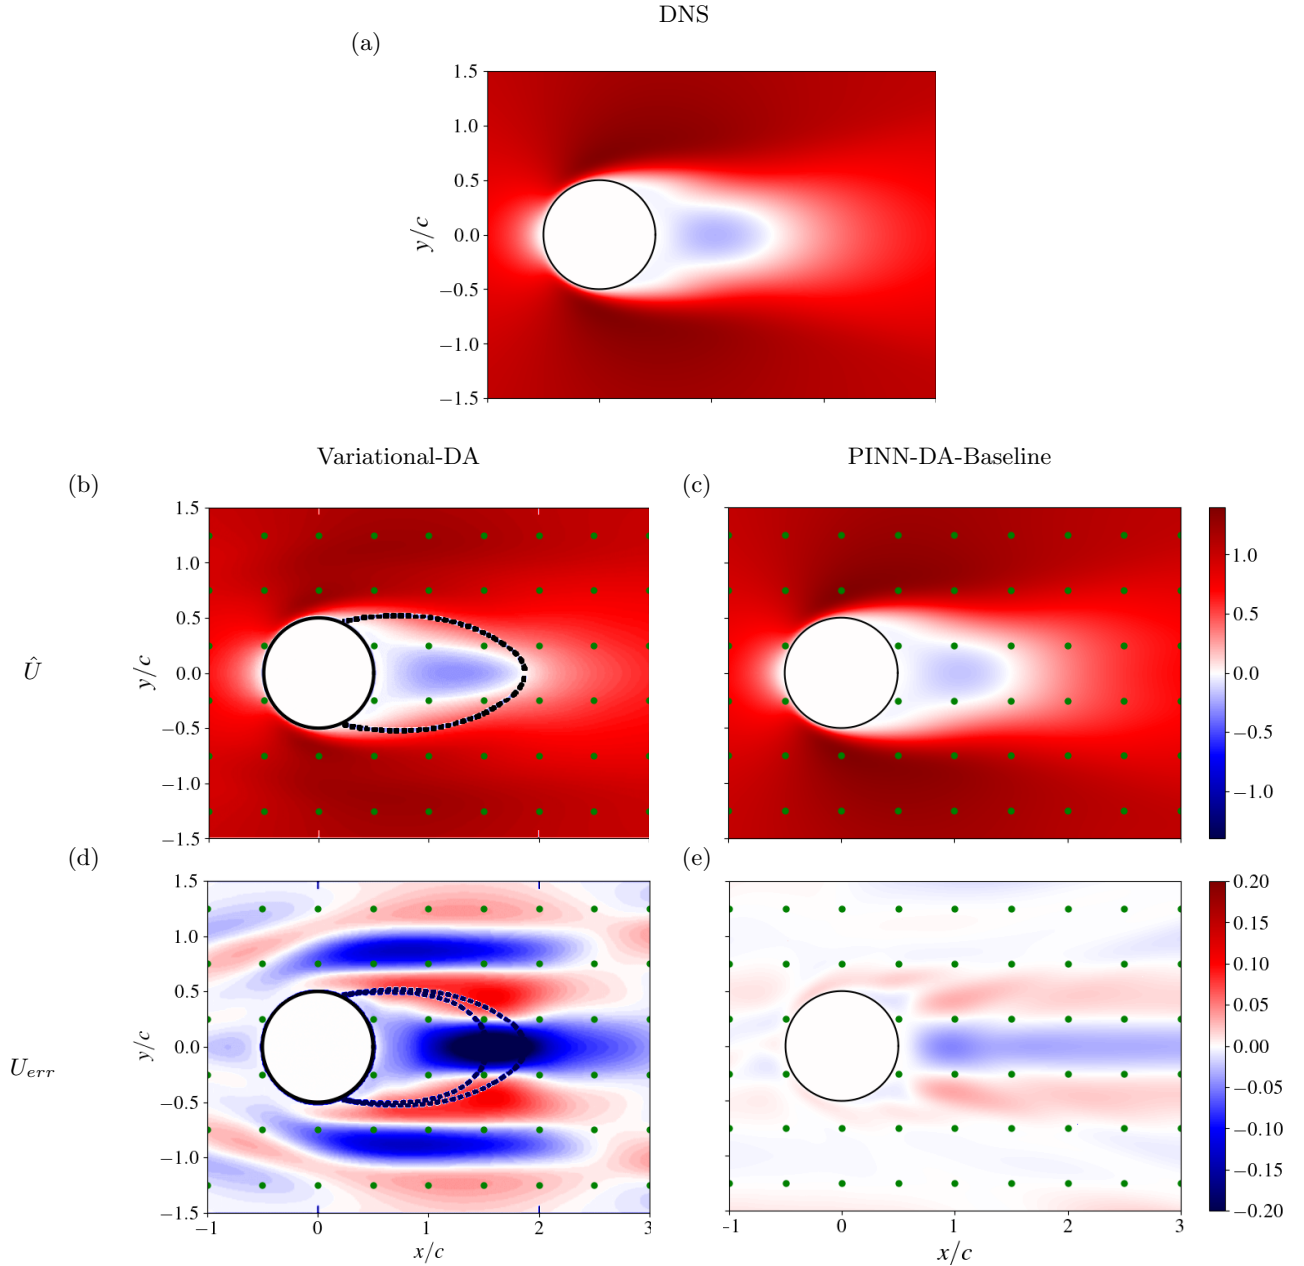 DNS
(a)
1.5
1.0
0.5
0.0
−0.5
−1.0
−1.5
y/c
Variational-DA
PINN-DA-Baseline
(b)
(c)
1.5
1.0
0.5
0.0
−0.5
−1.0
−1.5
y/c
Û
1.0
0.5
0.0
−0.5
−1.0
(d)
(e)
1.5
1.0
0.5
0.0
−0.5
−1.0
−1.5
y/c
U_err
−1 0 1 2 3
x/c
-1 0 1 2 3
x/c
0.20
0.15
0.10
0.05
0.00
−0.05
−0.10
−0.15
−0.20